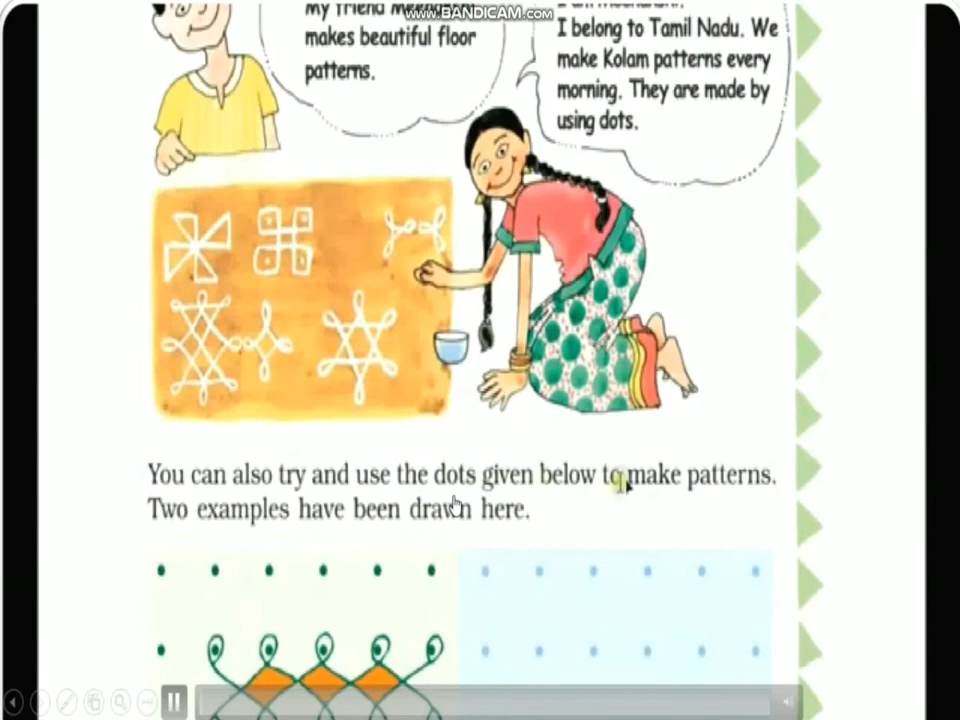 www.BANDICAM.com
My friend
makes beautiful floor
patterns.
I belong to Tamil Nadu. We
make Kolam patterns every
morning. They are made by
using dots.
You can also try and use the dots given below to make patterns.
Two examples have been drawn here.